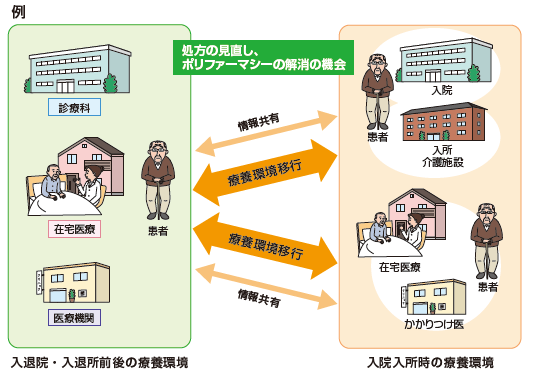 例
処方の見直し、
ポリファーマシーの解消の機会
診療科
在宅医療
患者
医療機関
入退院・入退所前後の療養環境
情報共有
療養環境移行
療養環境移行
情報共有
患者
入院
入所
介護施設
在宅医療
患者
かかりつけ医
入院入所時の療養環境